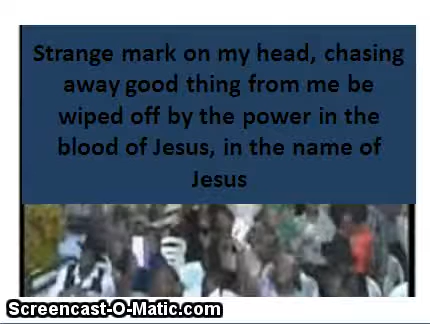 Strange mark on my head, chasing
away good thing from me be
wiped off by the power in the
blood of Jesus, in the name of
Jesus
Screencast-O-Matic.com